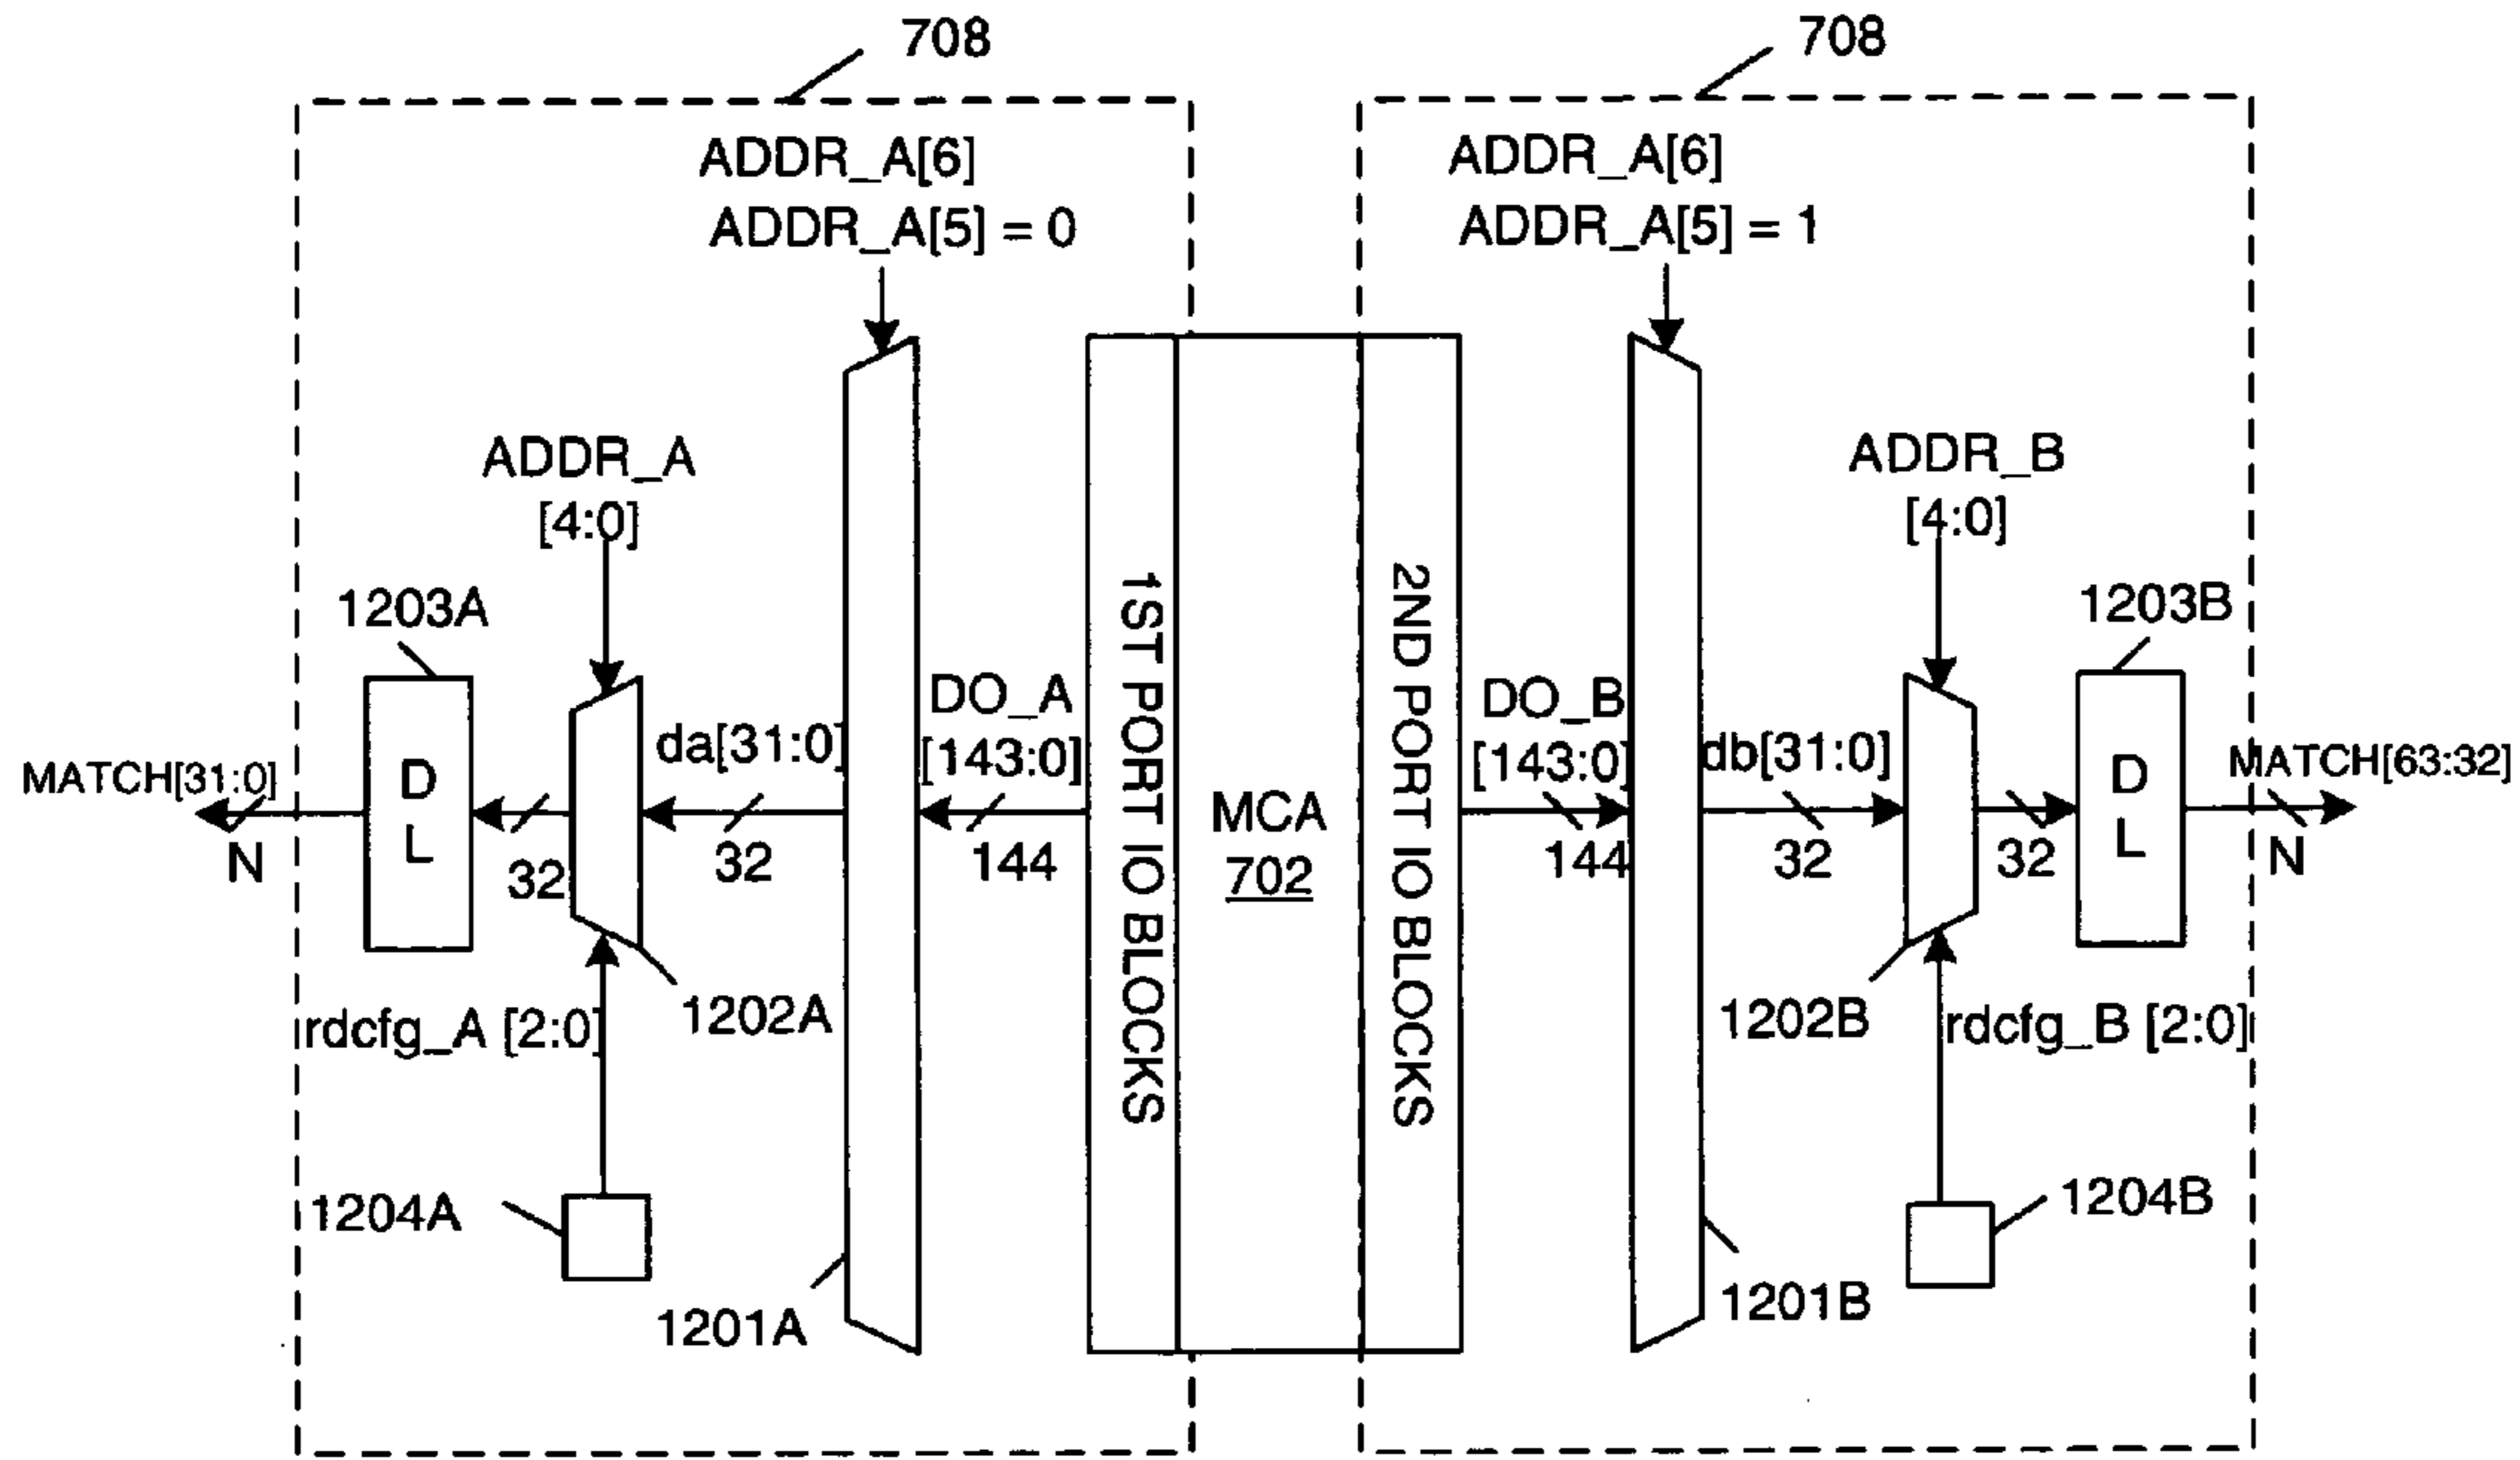 708
708
ADDR_A[6]
ADDR_A[5] = 0
ADDR_A[6]
ADDR_A[5] = 1
ADDR_A
[4:0]
ADDR_B
[4:0]
1203A
1203B
DO_A
[143:0]
DO_B
[143:0]
da[31:0]
db[31:0]
MATCH[31:0]
MATCH[63:32]
D
L
D
L
N
32
32
144
1ST PORT IO BLOCKS
MCA
702
2ND PORT IO BLOCKS
144
32
32
N
rdcfg_A [2:0]
1202A
1202B
rdcfg_B [2:0]
1204A
1204B
1201A
1201B